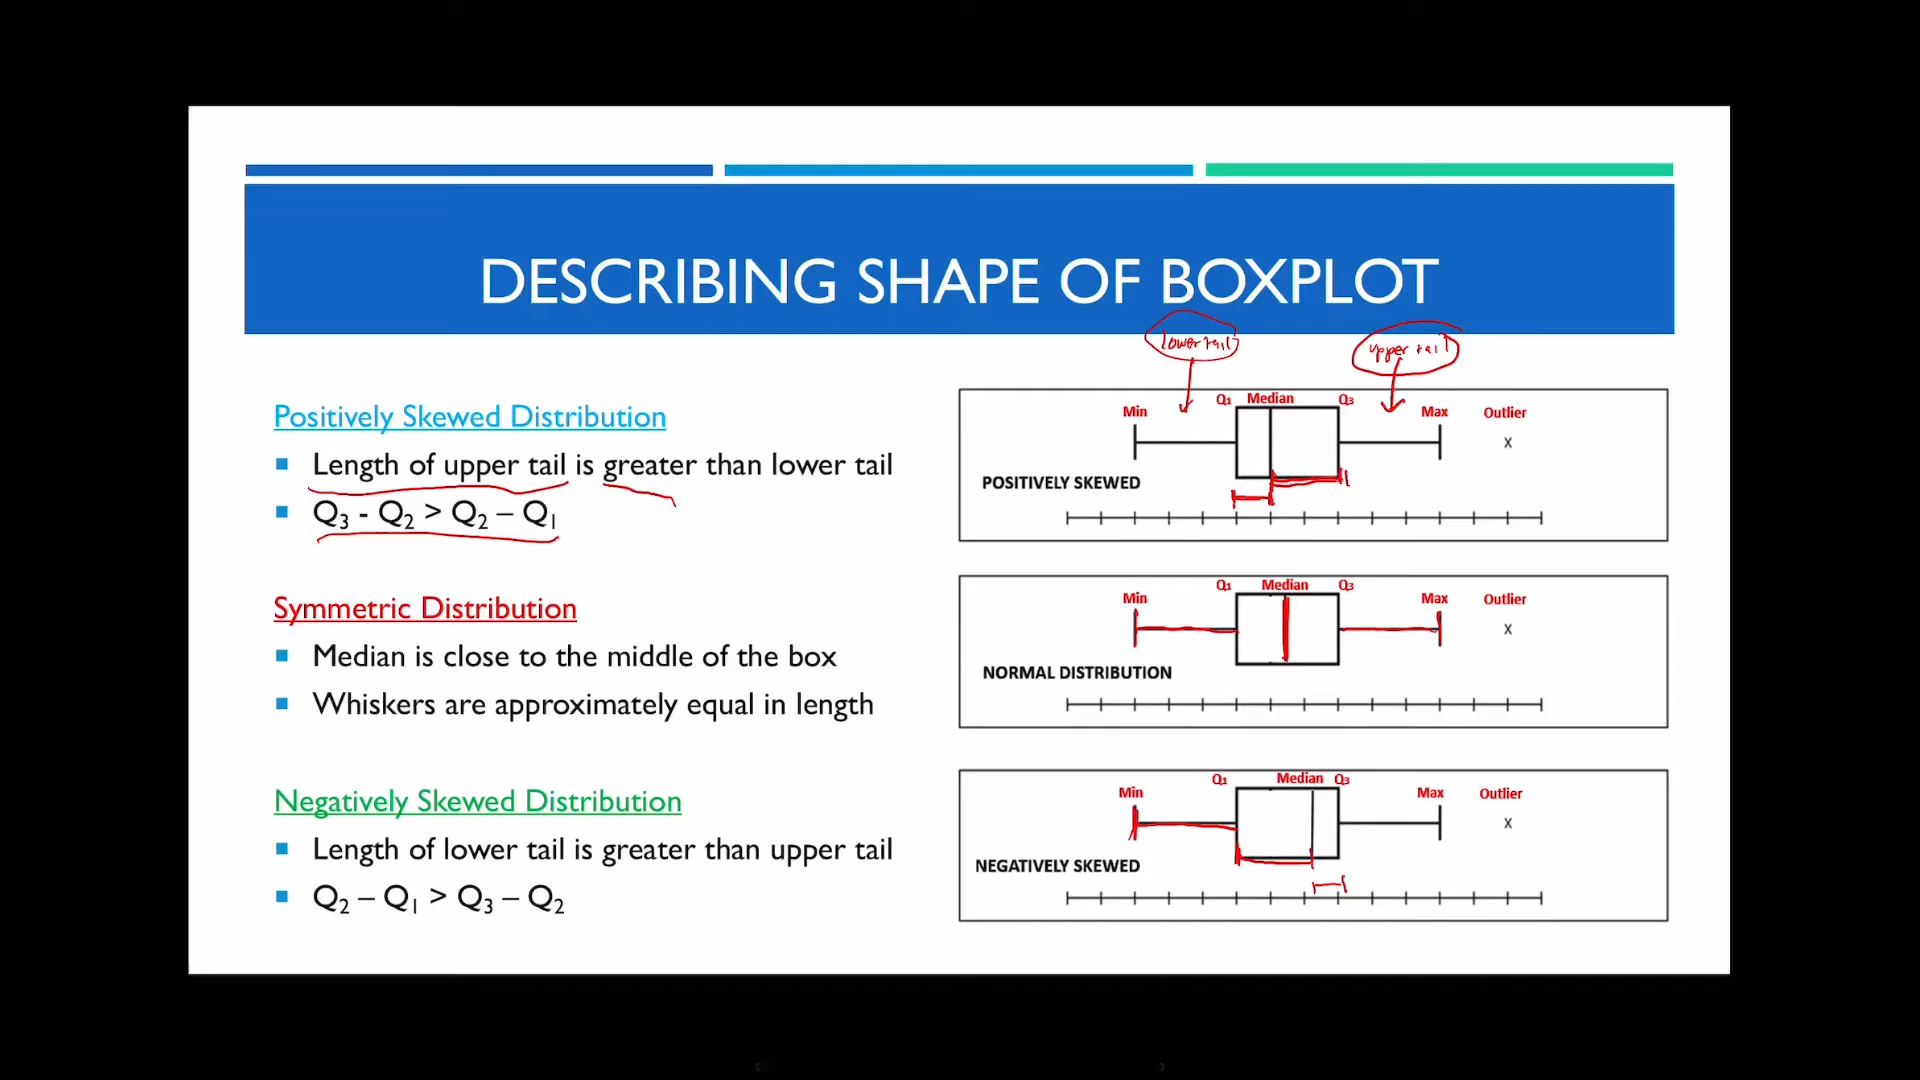 DESCRIBING SHAPE OF BOXPLOT
lower tail
upper tail
Positively Skewed Distribution
Length of upper tail is greater than lower tail
Q3 - Q2 > Q2 – Q1
Symmetric Distribution
Median is close to the middle of the box
Whiskers are approximately equal in length
Negatively Skewed Distribution
Length of lower tail is greater than upper tail
Q2 – Q1 > Q3 – Q2
Min Q1 Median Q3 Max Outlier
X
POSITIVELY SKEWED
Min Q1 Median Q3 Max Outlier
X
NORMAL DISTRIBUTION
Min Q1 Median Q3 Max Outlier
X
NEGATIVELY SKEWED